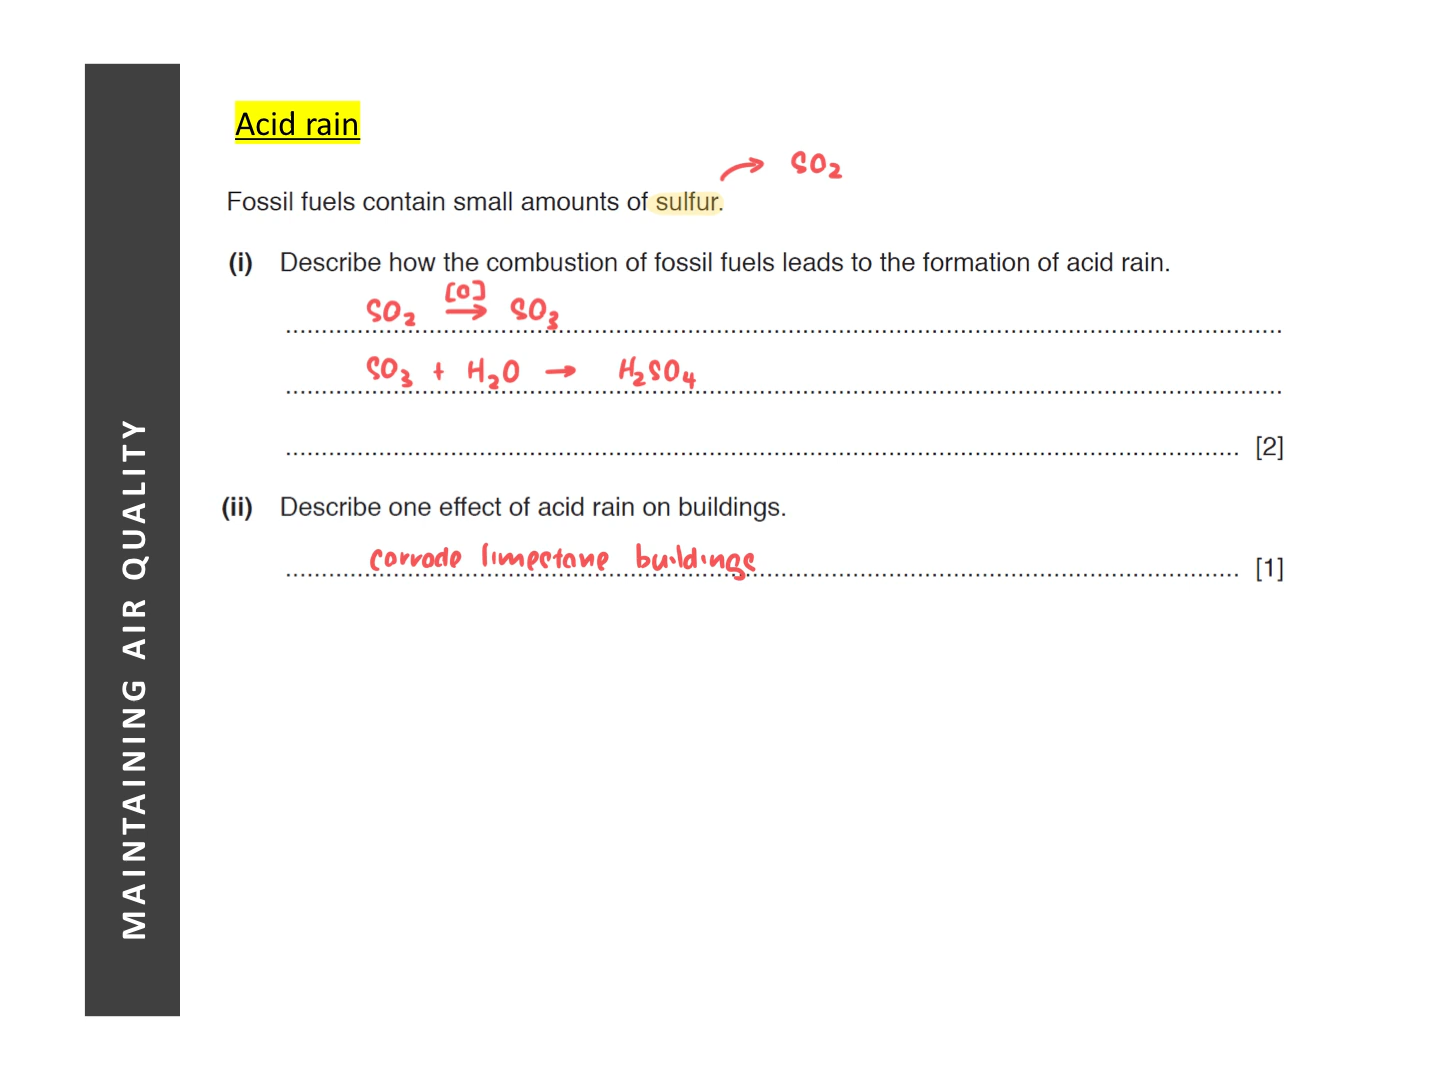 Acid rain
SO₂
Fossil fuels contain small amounts of sulfur.
(i) Describe how the combustion of fossil fuels leads to the formation of acid rain.
SO₂ [O] → SO₃
SO₃ + H₂O → H₂SO₄
[2]
(ii) Describe one effect of acid rain on buildings.
corrode limestone buildings
[1]
MAINTAINING AIR QUALITY